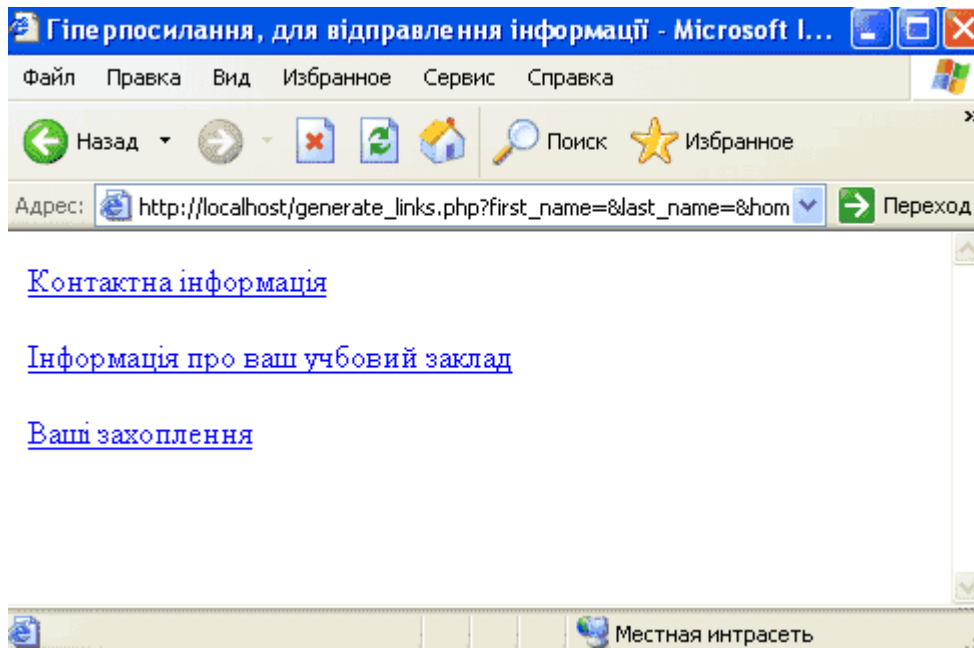 Гіперпосилання, для відправлення інформації - Microsoft I...
Файл Правка Вид Избранное Сервис Справка
Назад Поиск Избранное »
Адрес: http://localhost/generate_links.php?first_name=&last_name=&hom Переход
Контактна інформація
Інформація про ваш учбовий заклад
Ваші захоплення
Местная интрасеть